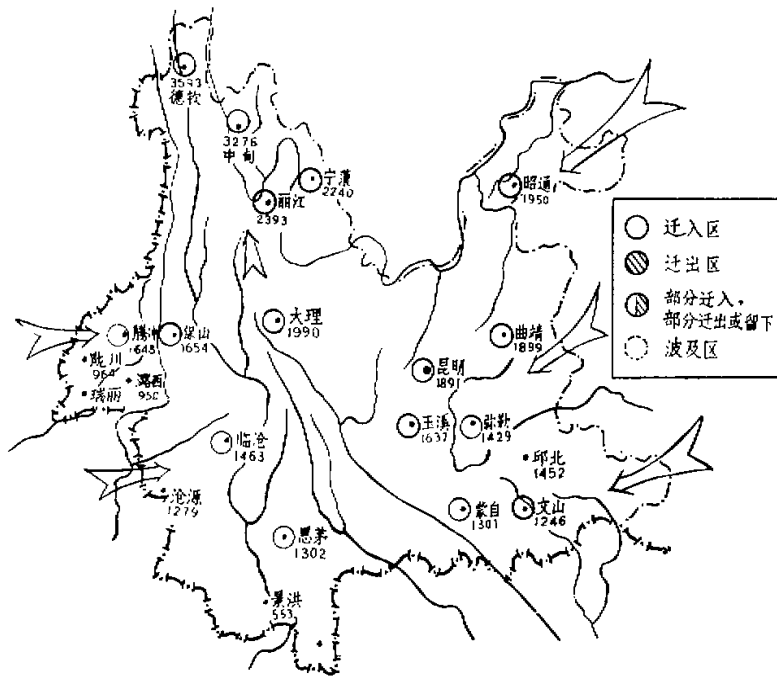 3593
德钦
3276
中甸
丽江
2393
宁蒗
2240
昭通
1950
迁入区
迁出区
部分迁入,
部分迁出或留下
波及区
大理
1990
腾冲
1648
保山
1654
陇川
964
潞西
950
瑞丽
曲靖
1899
昆明
1891
玉溪
1637
弥勒
1429
邱北
1452
临沧
1463
沧源
1279
蒙自
1301
文山
1246
思茅
1302
景洪
553